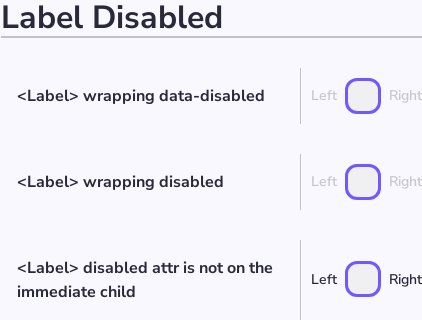 Label Disabled
<Label> wrapping data-disabled
Left
Right
<Label> wrapping disabled
Left
Right
<Label> disabled attr is not on the
immediate child
Left
Right